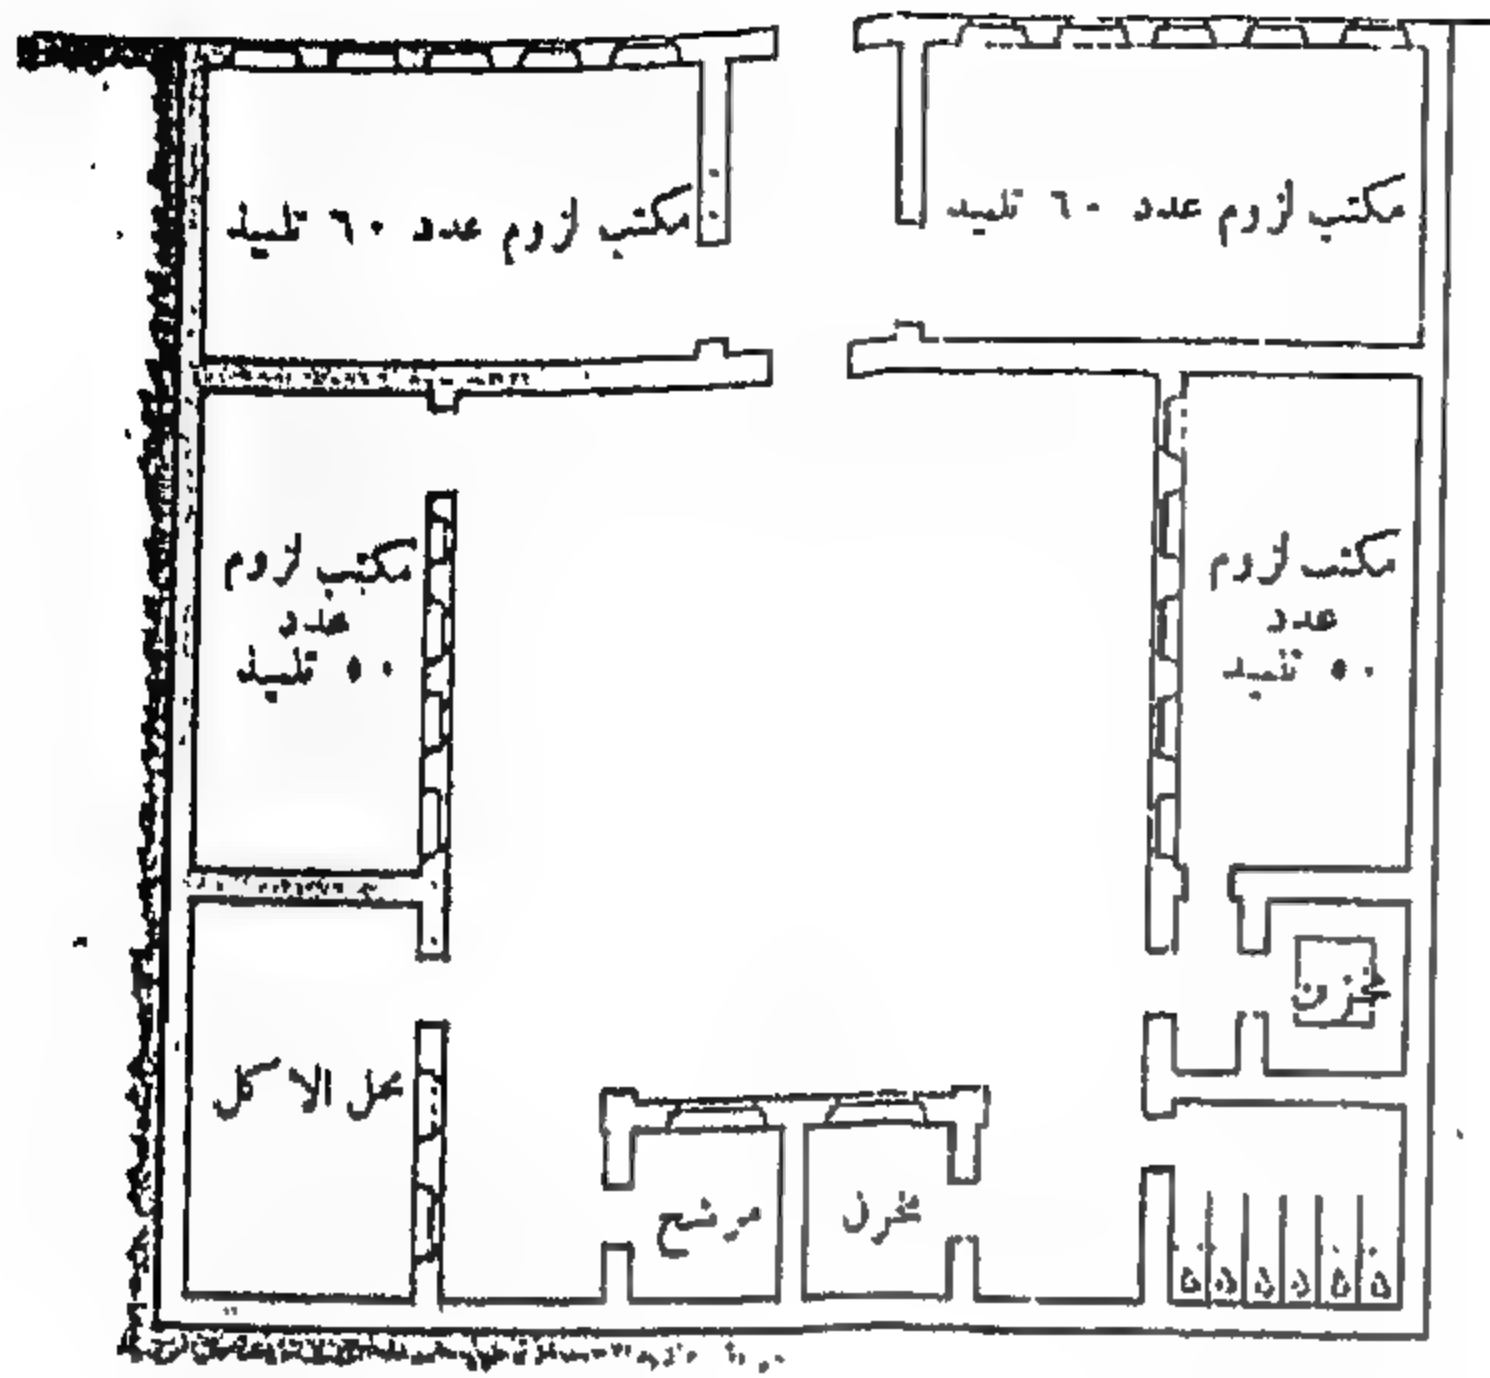 مكتب لزوم عدد ٦٠ تلميذ
مكتب لزوم عدد ٦٠ تلميذ
مكتب لزوم
عدد
٥٠ تلميذ
مكتب لزوم
عدد
٥٠ تلميذ
مخزن
محل الاكل
مخزن
مرشح